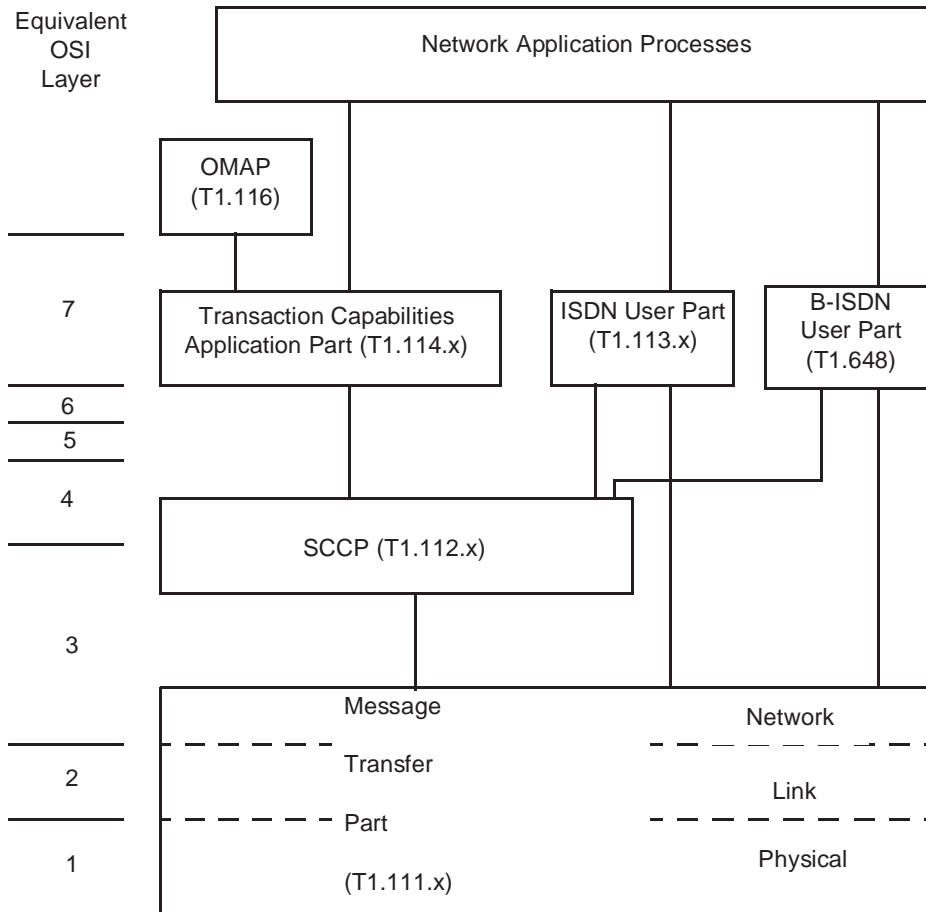 Equivalent
OSI
Layer
Network Application Processes
OMAP
(T1.116)
7
Transaction Capabilities
Application Part (T1.114.x)
ISDN User Part
(T1.113.x)
B-ISDN
User Part
(T1.648)
6
5
4
SCCP (T1.112.x)
3
Message
Network
Transfer
2
Link
Part
1
Physical
(T1.111.x)